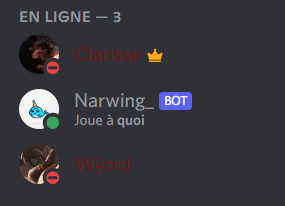 EN LIGNE — 3
Clarisse
Narwing_ BOT
Joue à quoi
Wyzrd